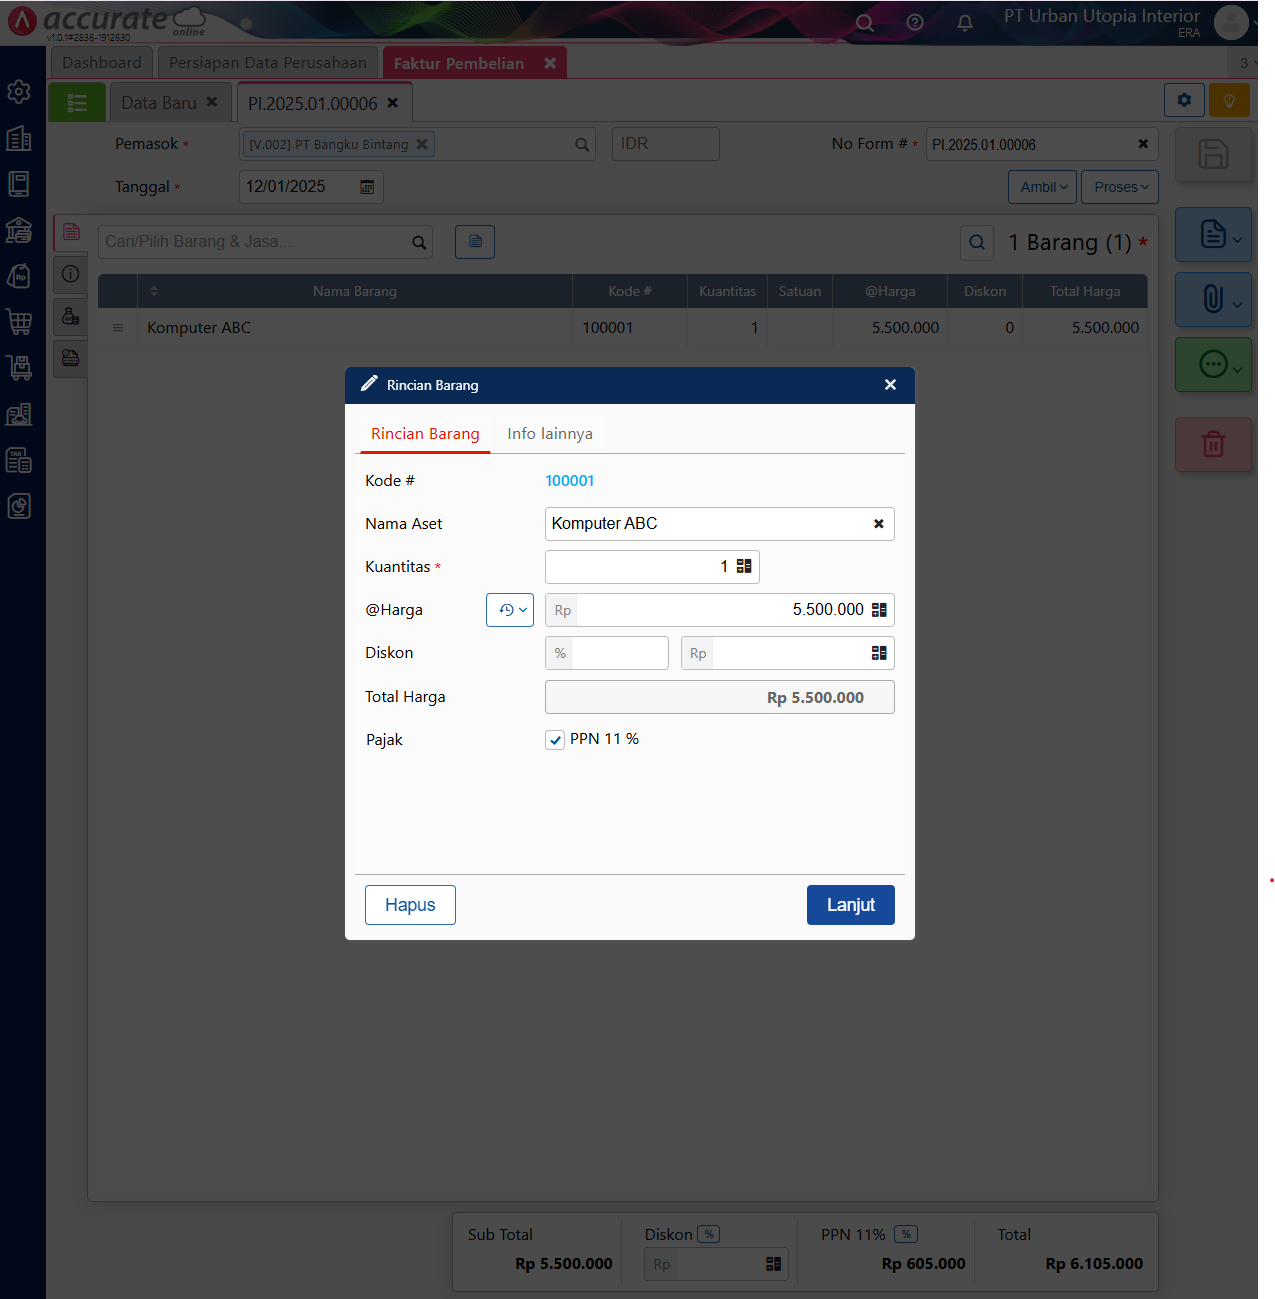 accurate
online
v1.0.1#2838-1912630
PT Urban Utopia Interior
ERA
Dashboard
Persiapan Data Perusahaan
Faktur Pembelian
3
Data Baru
PI.2025.01.00006
Pemasok *
[V.002] PT Bangku Bintang
IDR
No Form # *
PI.2025.01.00006
Tanggal *
12/01/2025
Ambil
Proses
Cari/Pilih Barang & Jasa...
1 Barang (1) *
Nama Barang
Kode #
Kuantitas
Satuan
@Harga
Diskon
Total Harga
Komputer ABC
100001
1
5.500.000
0
5.500.000
Rincian Barang
Rincian Barang
Info lainnya
Kode #
100001
Nama Aset
Komputer ABC
Kuantitas *
1
@Harga
Rp
5.500.000
Diskon
%
Rp
Total Harga
Rp 5.500.000
Pajak
PPN 11 %
Hapus
Lanjut
Sub Total
Rp 5.500.000
Diskon %
Rp
PPN 11% %
Rp 605.000
Total
Rp 6.105.000